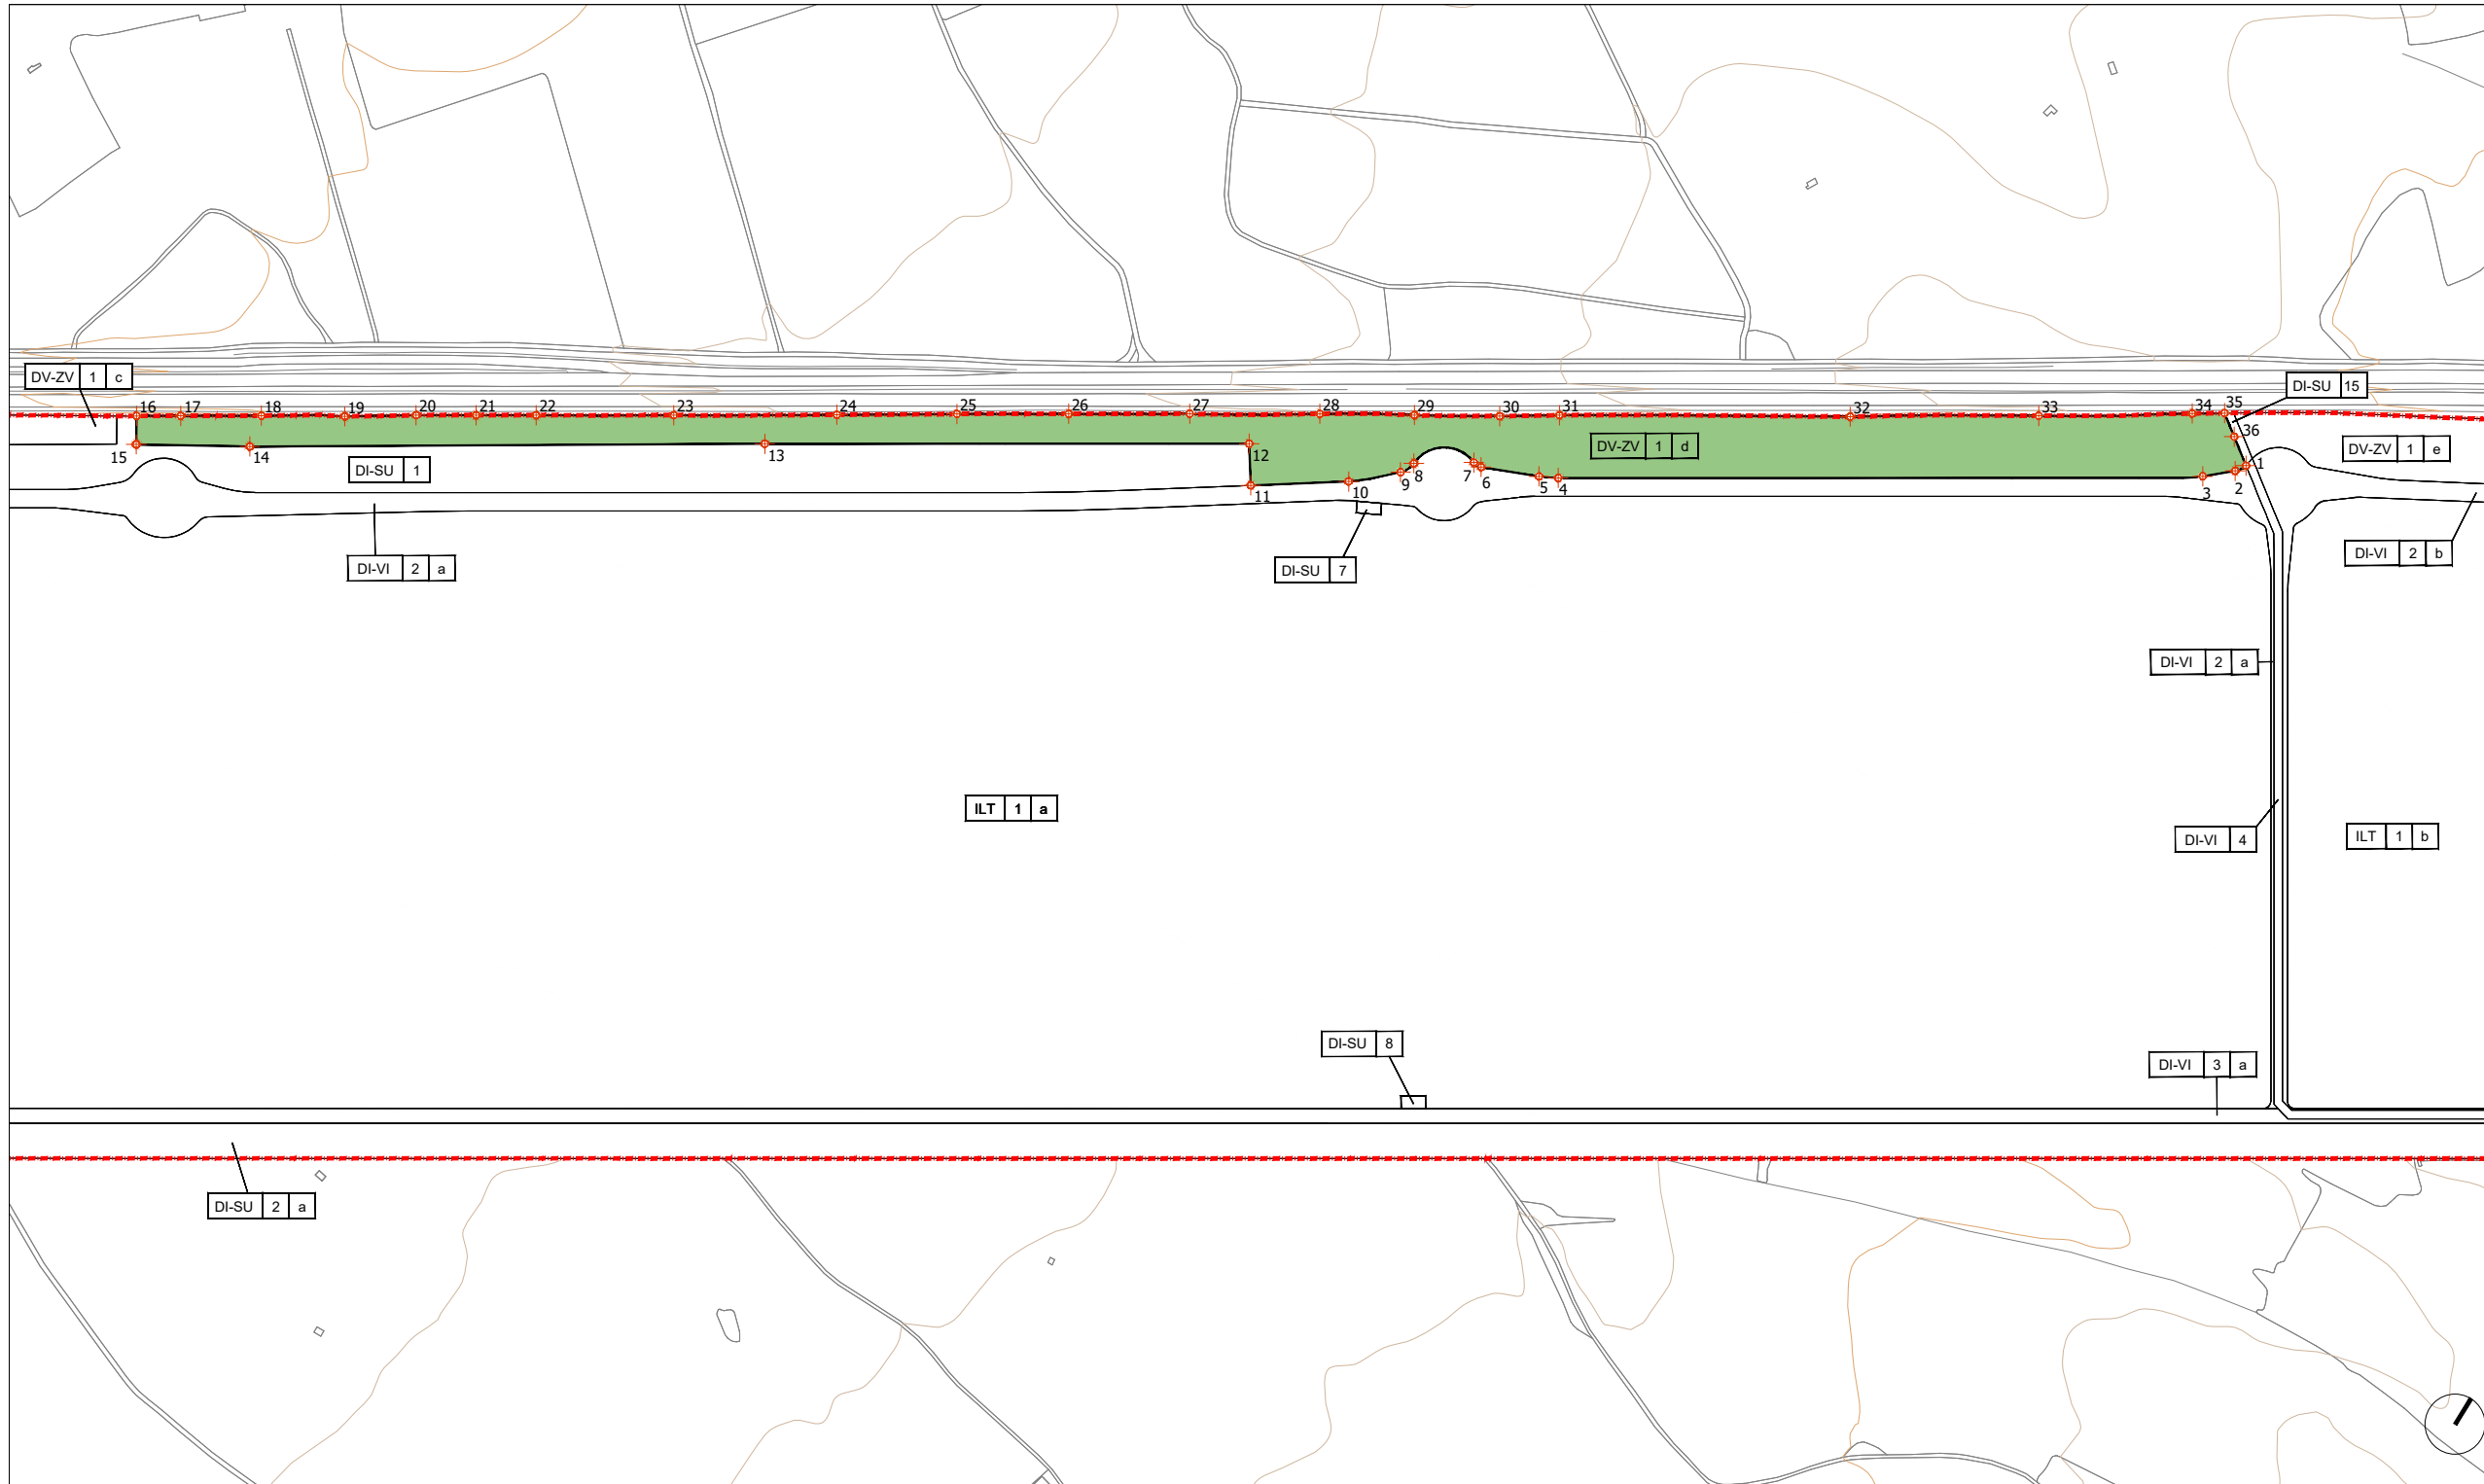 DV-ZV 1 c
DI-SU 15
16 17 18 19 20 21 22 23 24 25 26 27 28 29 30 31 32 33 34 35
36
15 14 13 12 DV-ZV 1 d DV-ZV 1 e
DI-SU 1
11 10 9 8 7 6 5 4 3 2 1
DI-VI 2 a
DI-SU 7
DI-VI 2 b
DI-VI 2 a
ILT 1 a
DI-VI 4
ILT 1 b
DI-SU 8
DI-VI 3 a
DI-SU 2 a